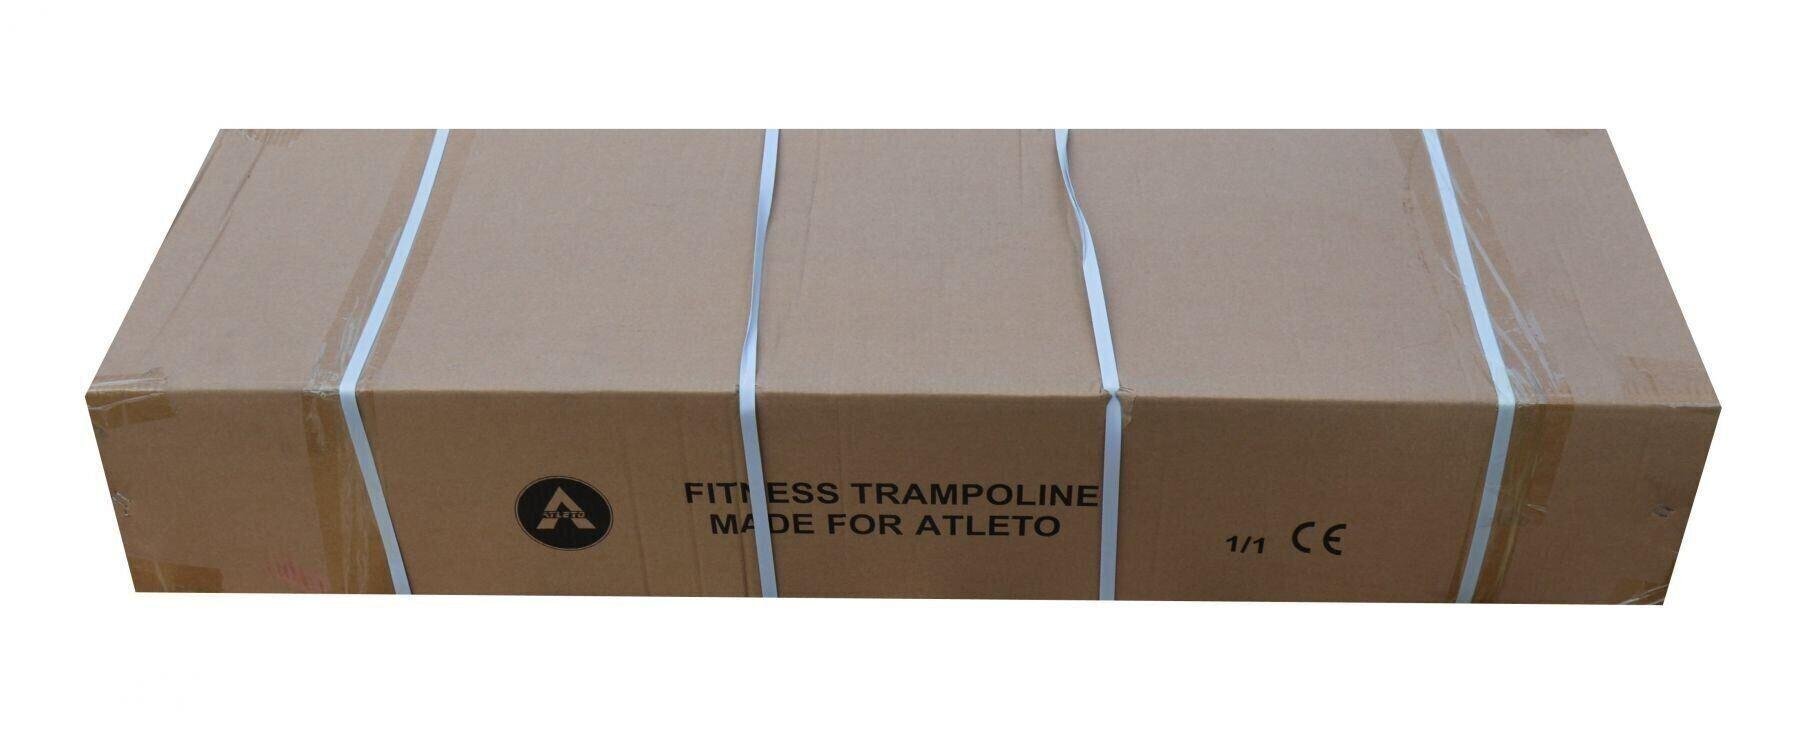 ATLETO
FITNESS TRAMPOLINE
MADE FOR ATLETO
1/1 CE